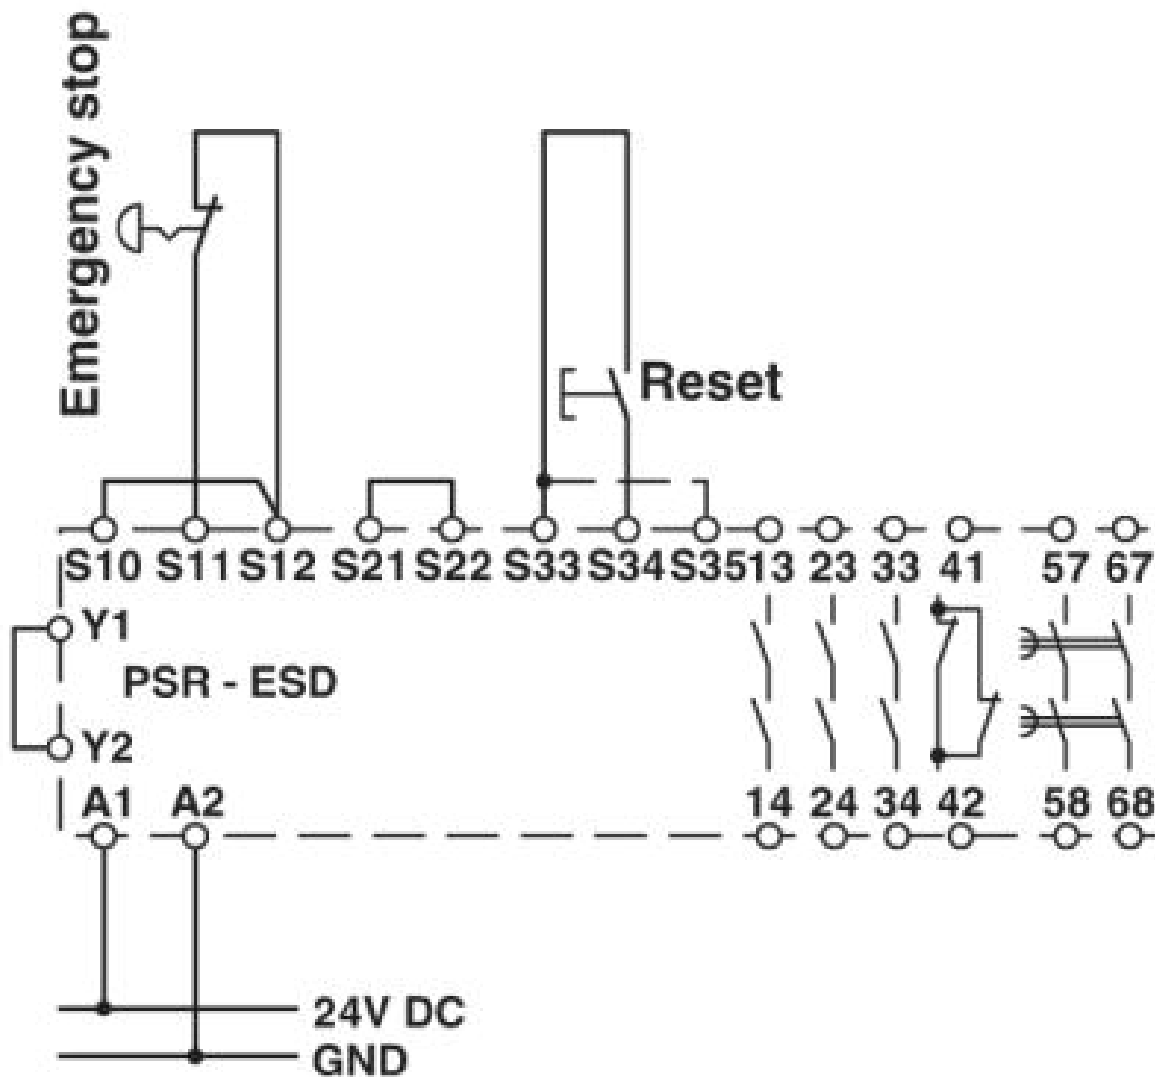 Emergency stop
Reset
S10 S11 S12 S21 S22 S33 S34 S35 13 23 33 41 57 67
Y1
PSR - ESD
Y2
A1 A2 14 24 34 42 58 68
24V DC
GND